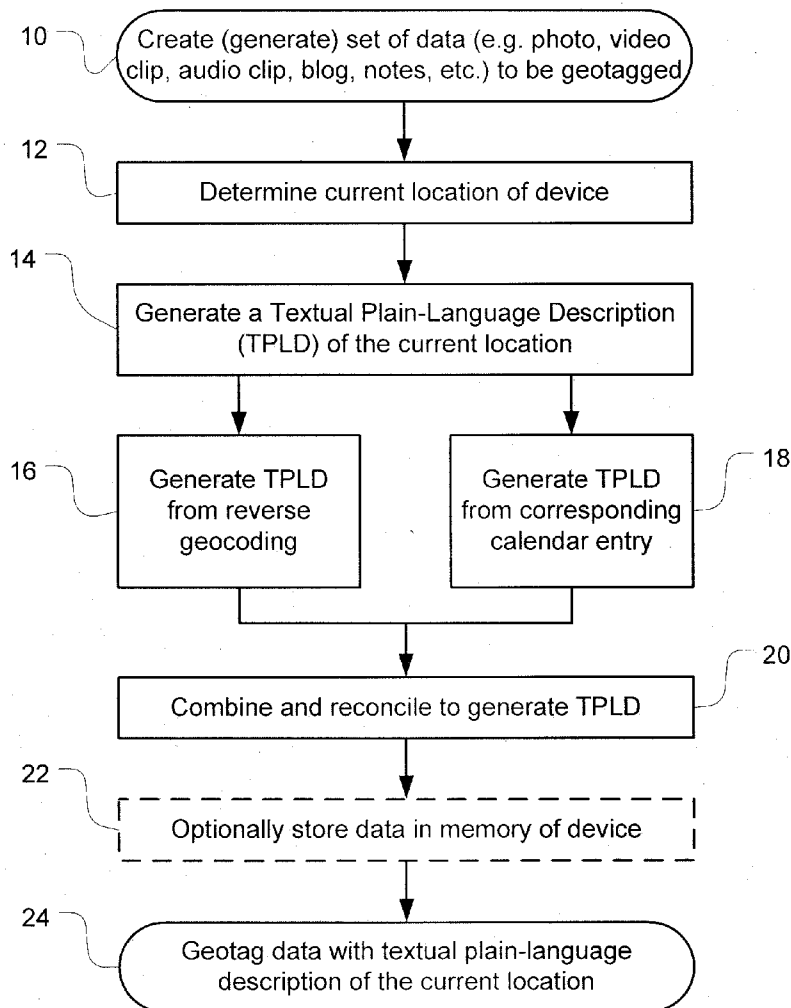 10
Create (generate) set of data (e.g. photo, video
clip, audio clip, blog, notes, etc.) to be geotagged
12
Determine current location of device
14
Generate a Textual Plain-Language Description
(TPLD) of the current location
16
Generate TPLD
from reverse
geocoding
18
Generate TPLD
from corresponding
calendar entry
20
Combine and reconcile to generate TPLD
22
Optionally store data in memory of device
24
Geotag data with textual plain-language
description of the current location